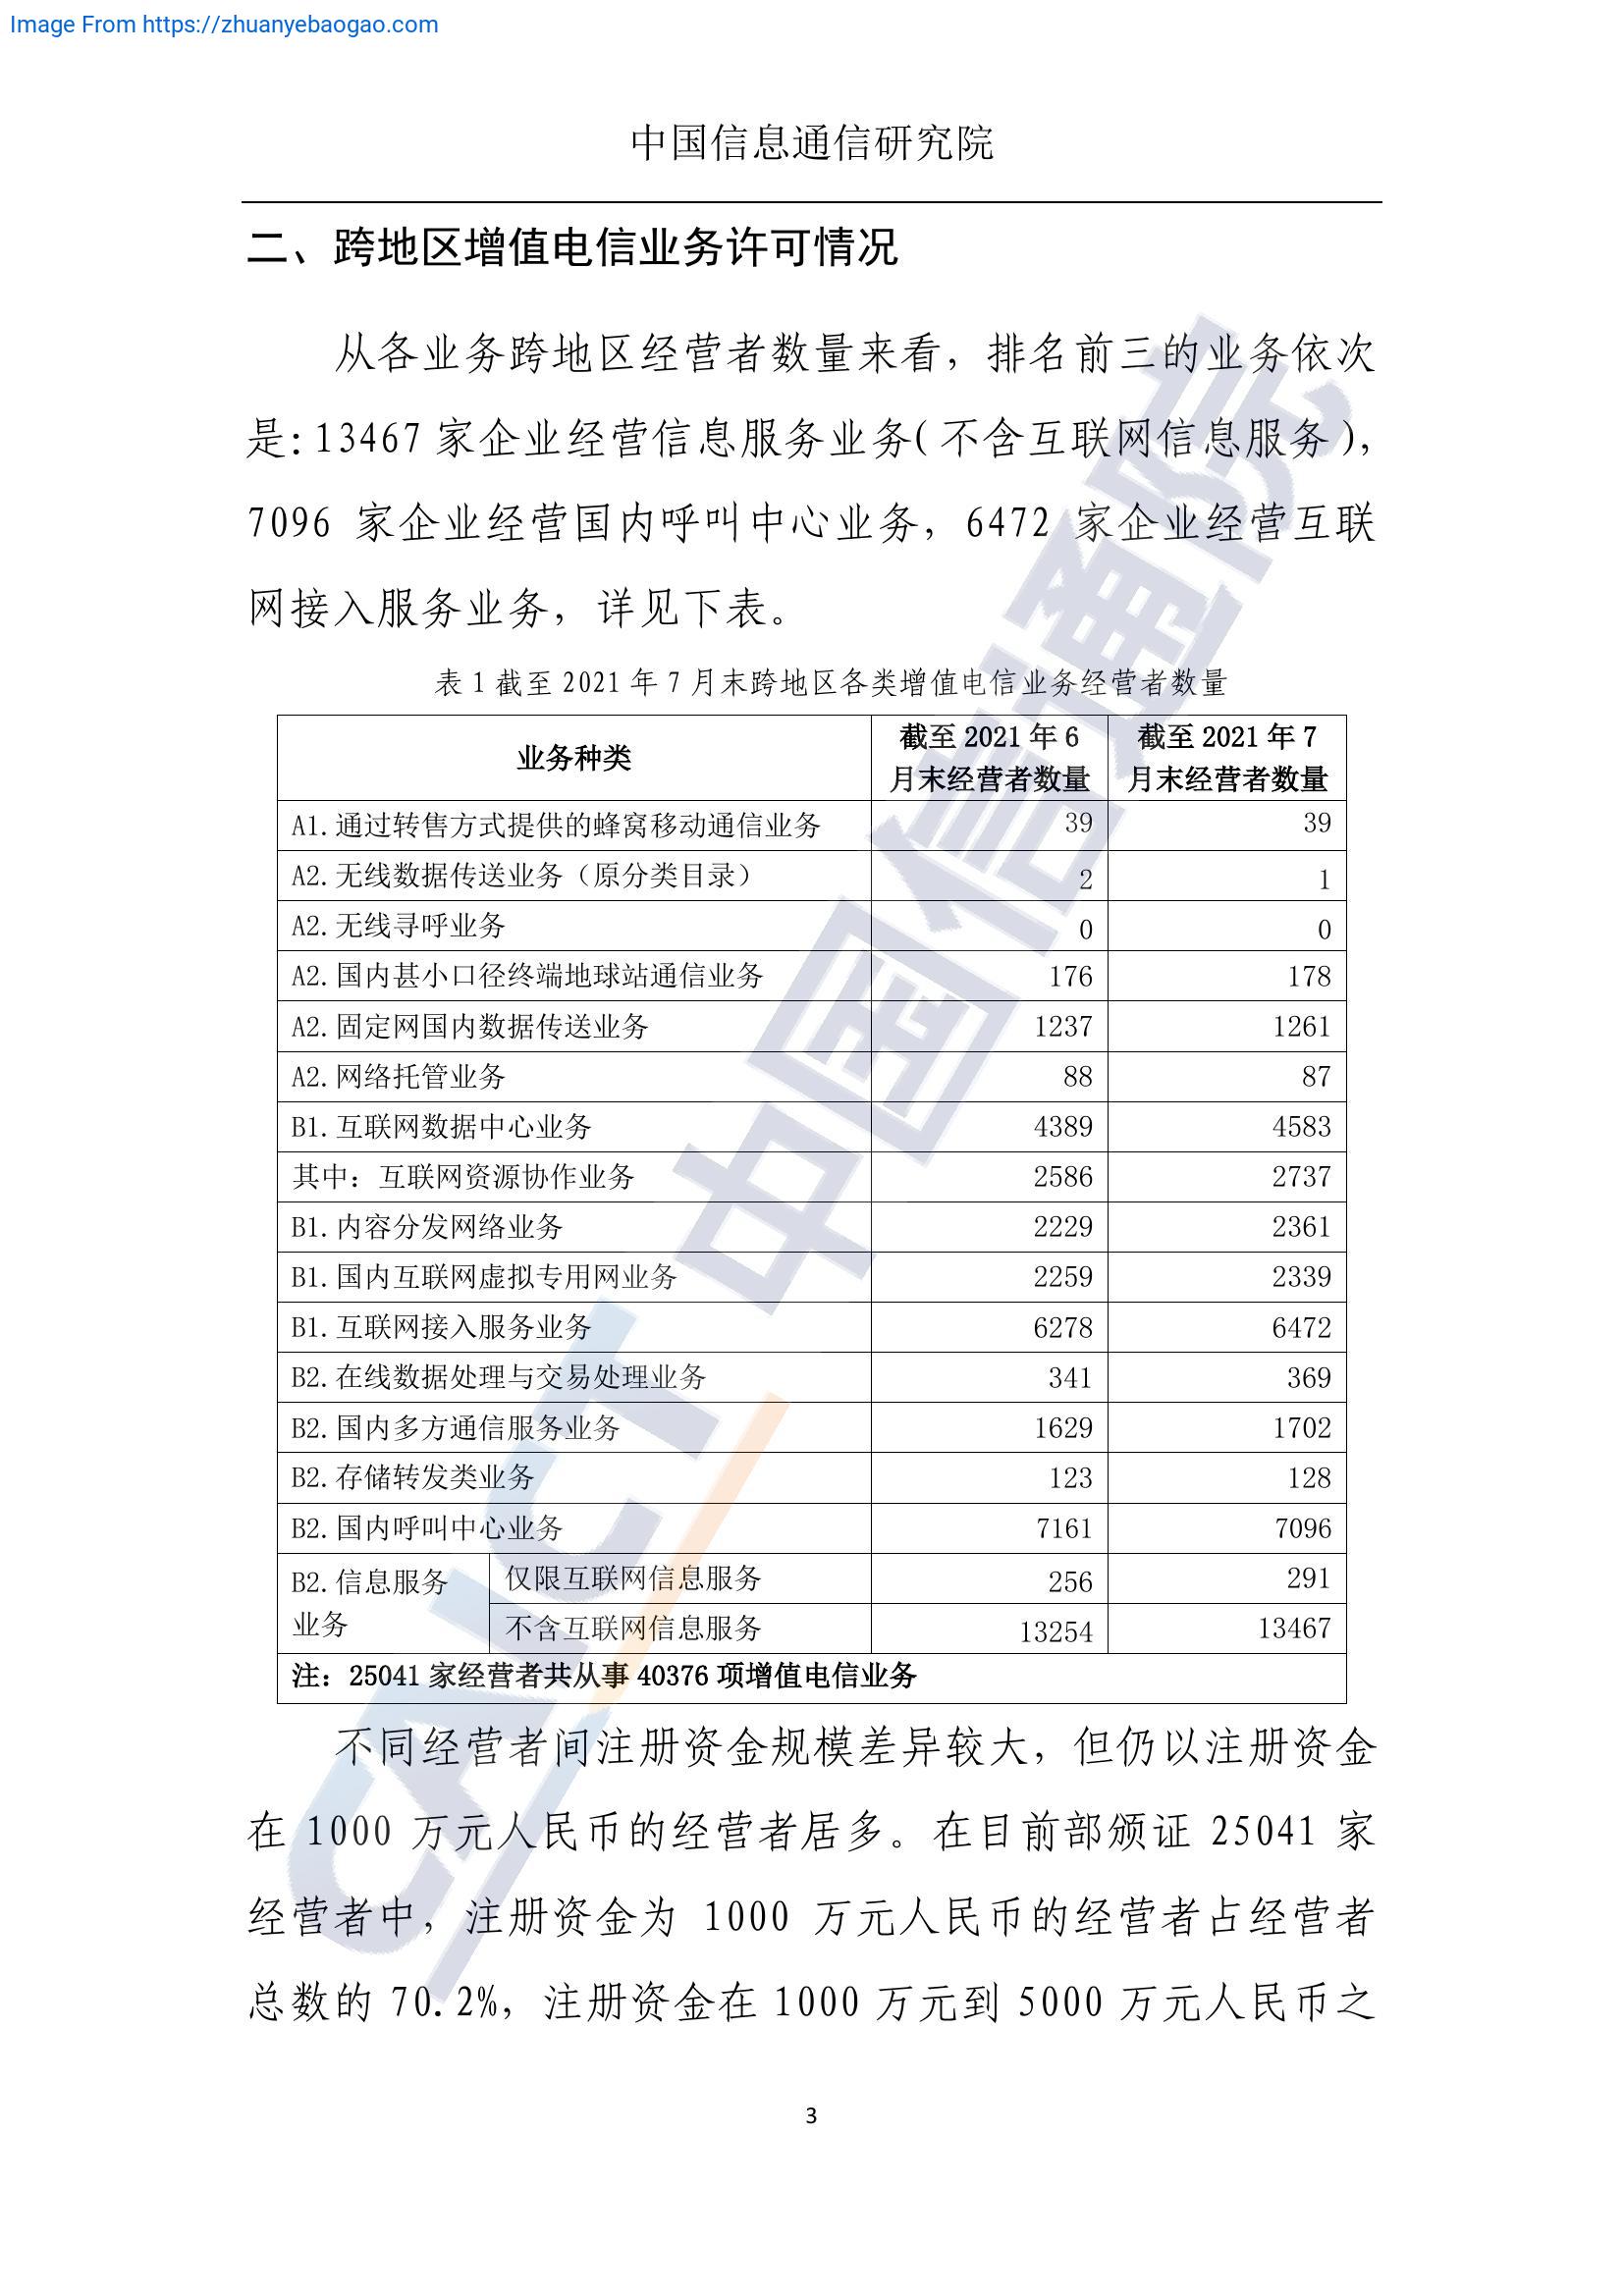 Image From https://zhuanyebaogao.com
中国信息通信研究院
二、跨地区增值电信业务许可情况
从各业务跨地区经营者数量来看，排名前三的业务依次
是：13467 家企业经营信息服务业务（不含互联网信息服务），
7096 家企业经营国内呼叫中心业务，6472 家企业经营互联
网接入服务业务，详见下表。
表 1 截至 2021 年 7 月末跨地区各类增值电信业务经营者数量
业务种类 截至 2021 年 6 月末经营者数量 截至 2021 年 7 月末经营者数量
A1.通过转售方式提供的蜂窝移动通信业务 39 39
A2.无线数据传送业务（原分类目录） 2 1
A2.无线寻呼业务 0 0
A2.国内甚小口径终端地球站通信业务 176 178
A2.固定网国内数据传送业务 1237 1261
A2.网络托管业务 88 87
B1.互联网数据中心业务 4389 4583
其中：互联网资源协作业务 2586 2737
B1.内容分发网络业务 2229 2361
B1.国内互联网虚拟专用网业务 2259 2339
B1.互联网接入服务业务 6278 6472
B2.在线数据处理与交易处理业务 341 369
B2.国内多方通信服务业务 1629 1702
B2.存储转发类业务 123 128
B2.国内呼叫中心业务 7161 7096
B2.信息服务业务 仅限互联网信息服务 256 291
不含互联网信息服务 13254 13467
注：25041 家经营者共从事 40376 项增值电信业务
不同经营者间注册资金规模差异较大，但仍以注册资金
在 1000 万元人民币的经营者居多。在目前部颁证 25041 家
经营者中，注册资金为 1000 万元人民币的经营者占经营者
总数的 70.2%，注册资金在 1000 万元到 5000 万元人民币之
3
CAICT 中国信通院